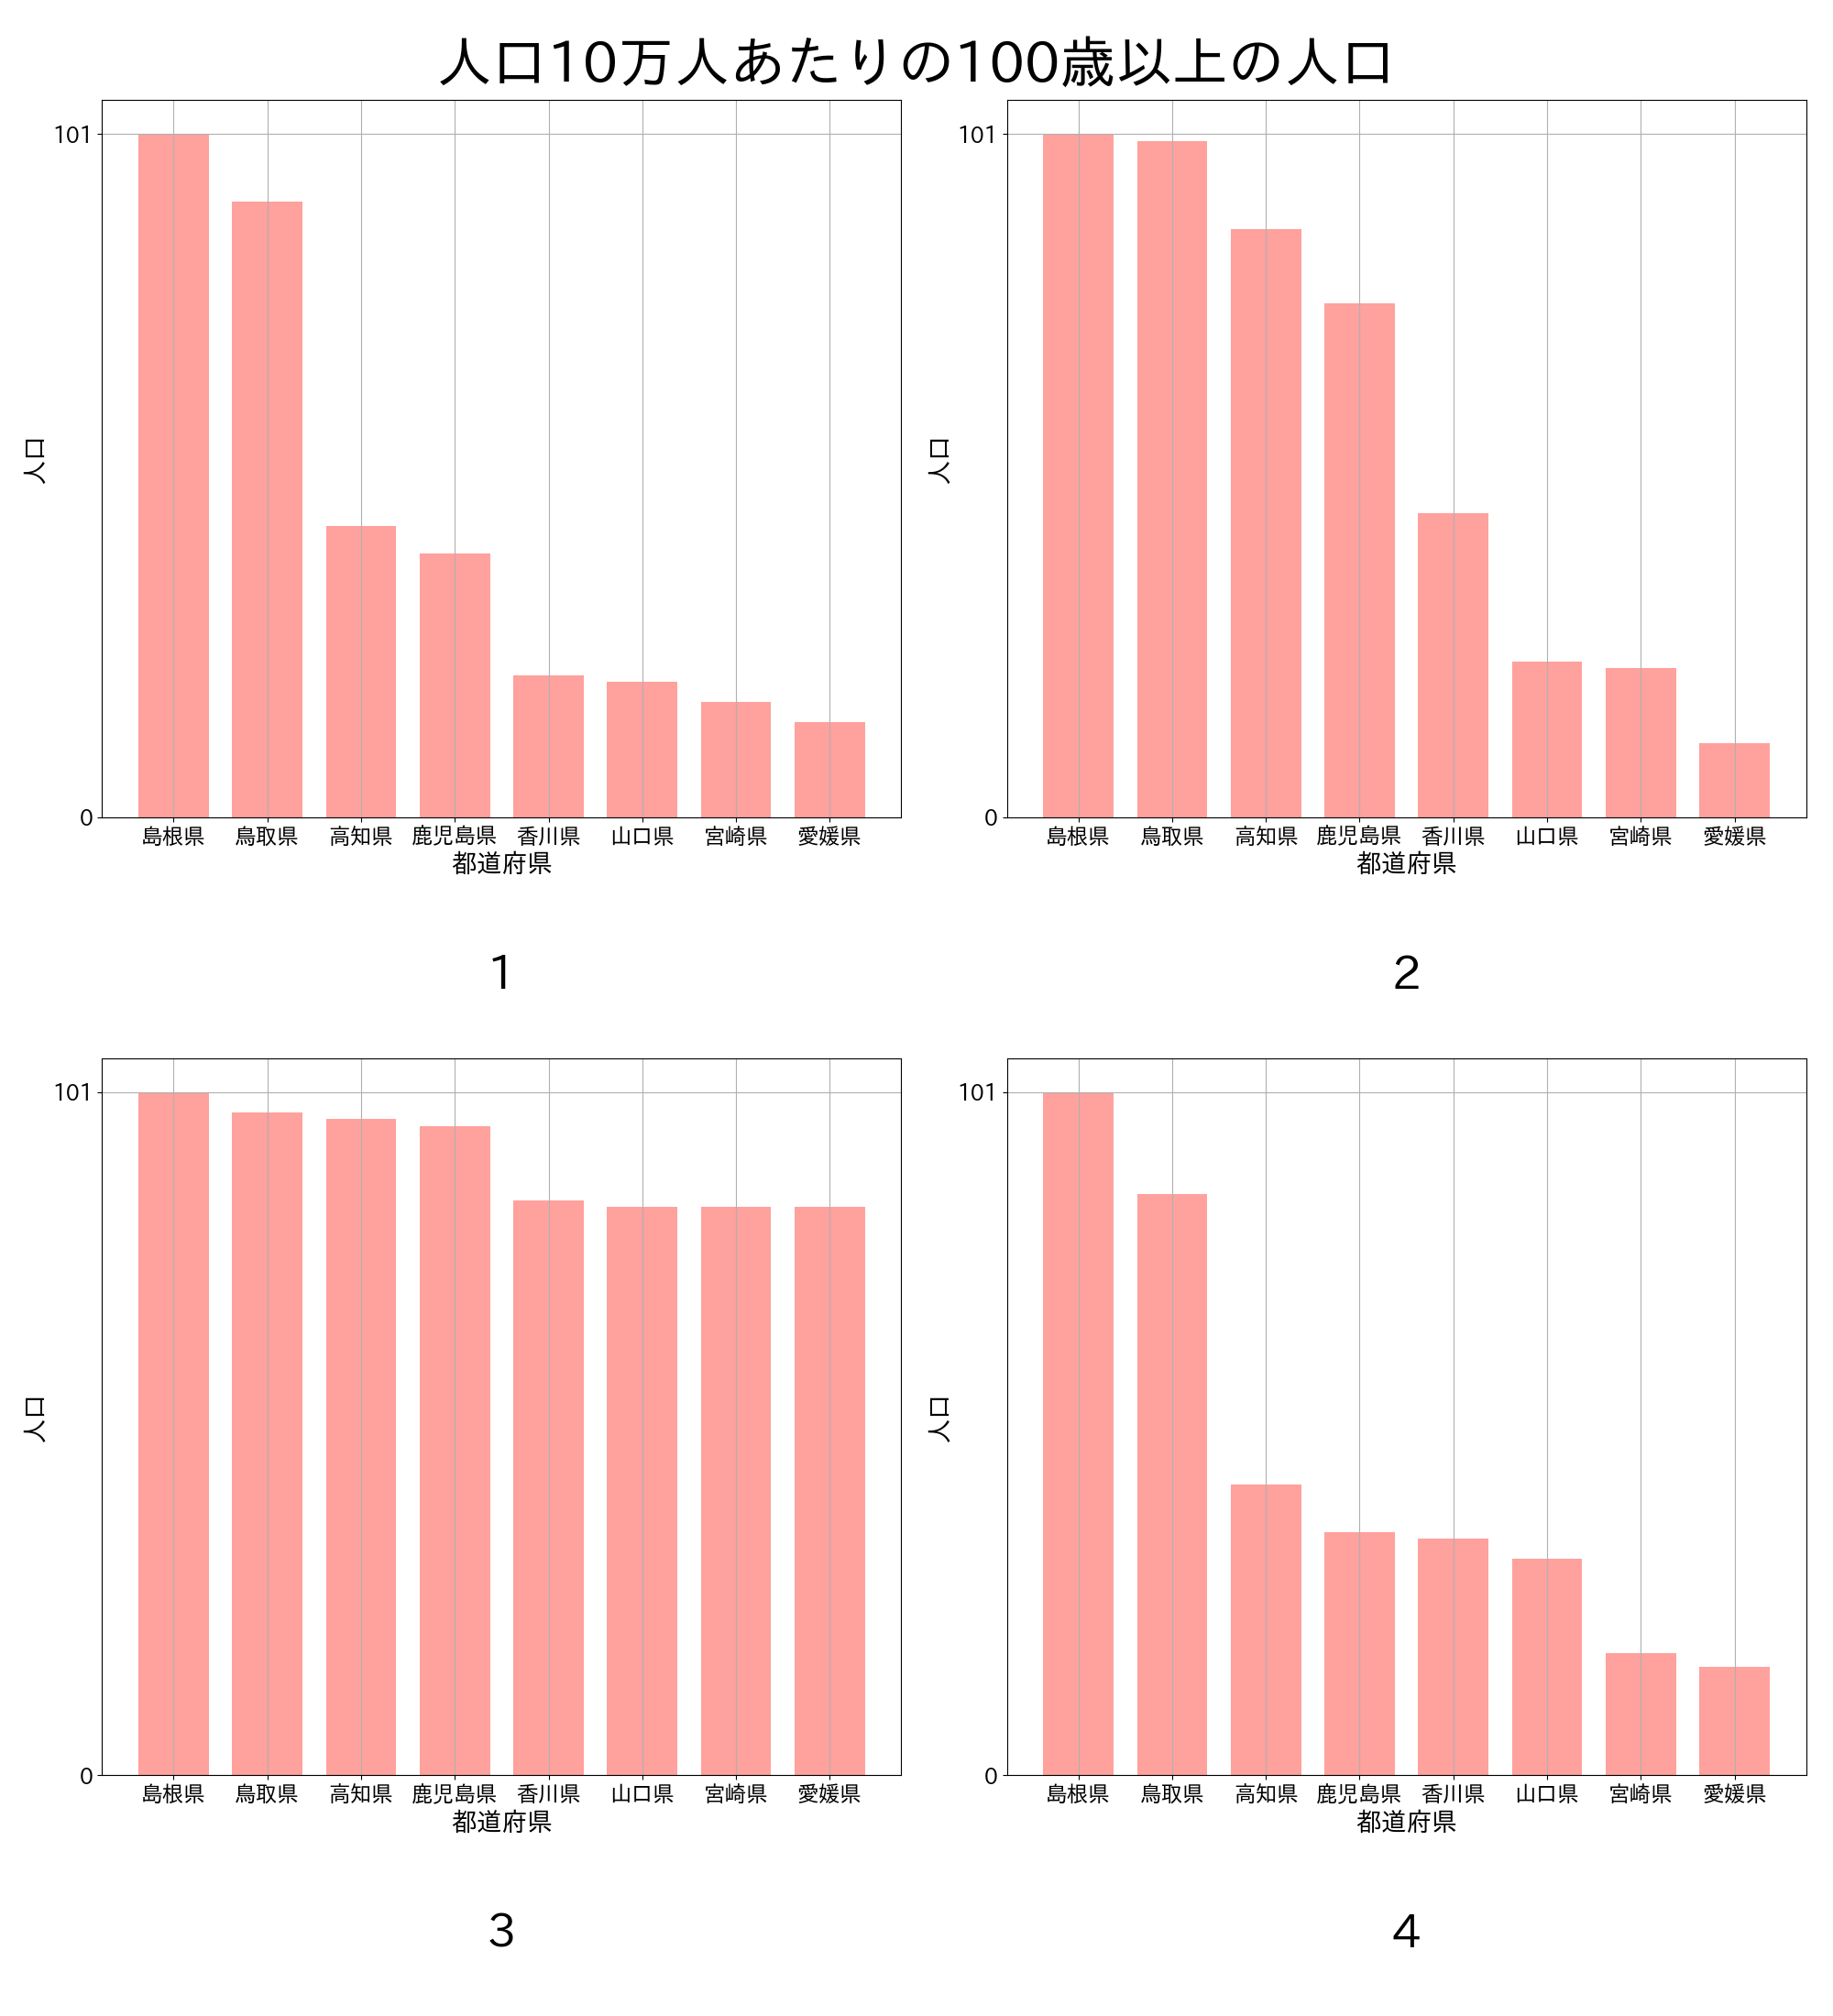 人口10万人あたりの100歳以上の人口
101
人口
0
島根県 鳥取県 高知県 鹿児島県 香川県 山口県 宮崎県 愛媛県
都道府県
1
101
人口
0
島根県 鳥取県 高知県 鹿児島県 香川県 山口県 宮崎県 愛媛県
都道府県
2
101
人口
0
島根県 鳥取県 高知県 鹿児島県 香川県 山口県 宮崎県 愛媛県
都道府県
3
101
人口
0
島根県 鳥取県 高知県 鹿児島県 香川県 山口県 宮崎県 愛媛県
都道府県
4